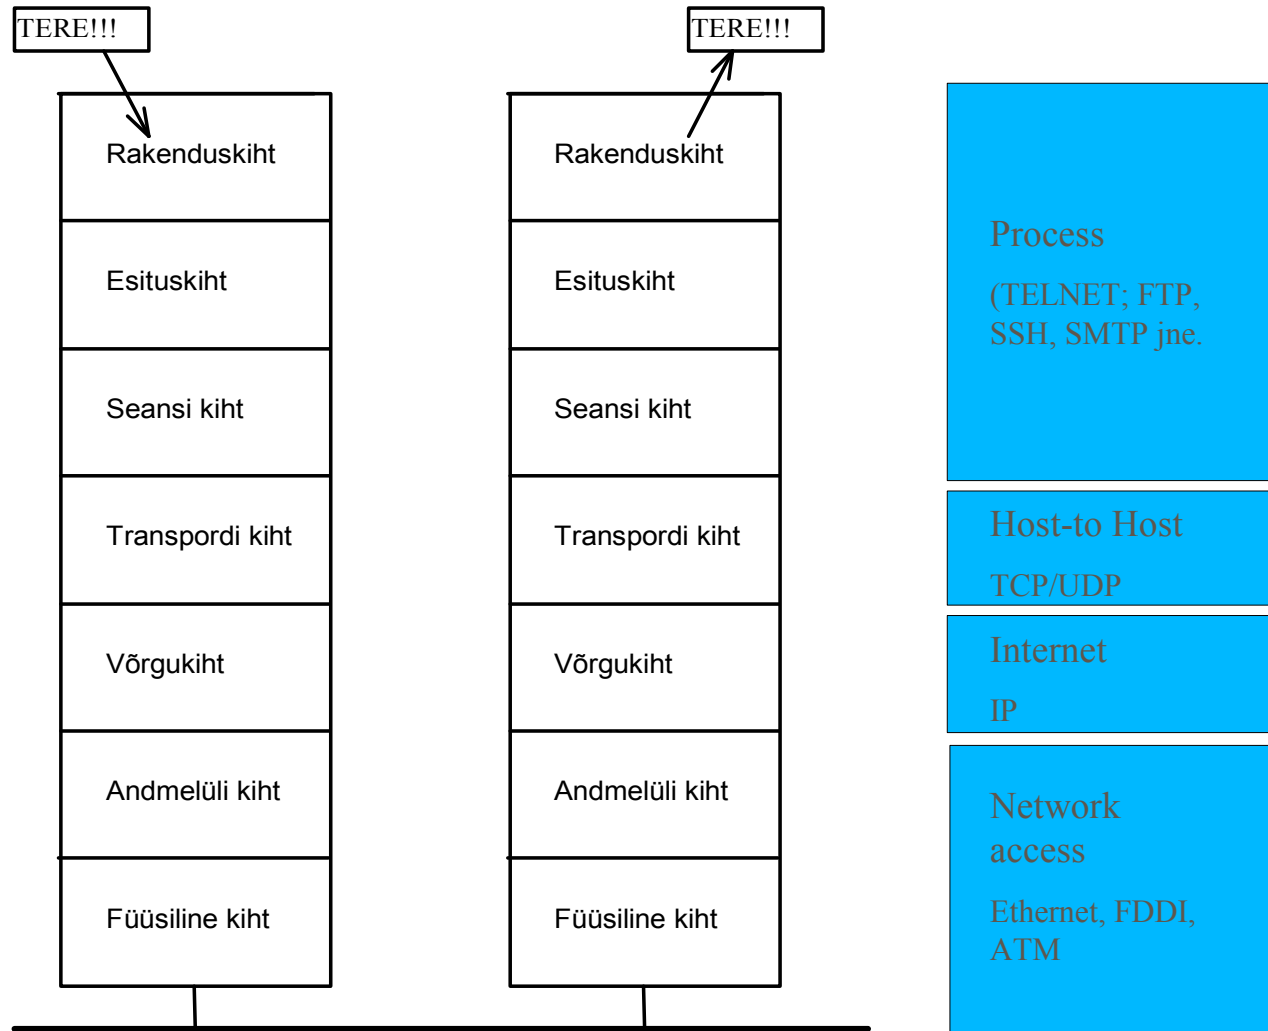 TERE!!!
Rakenduskiht
Esituskiht
Seansi kiht
Transpordi kiht
Võrgukiht
Andmelüli kiht
Füüsiline kiht
TERE!!!
Rakenduskiht
Esituskiht
Seansi kiht
Transpordi kiht
Võrgukiht
Andmelüli kiht
Füüsiline kiht
Process
(TELNET; FTP,
SSH, SMTP jne.
Host-to Host
TCP/UDP
Internet
IP
Network
access
Ethernet, FDDI,
ATM